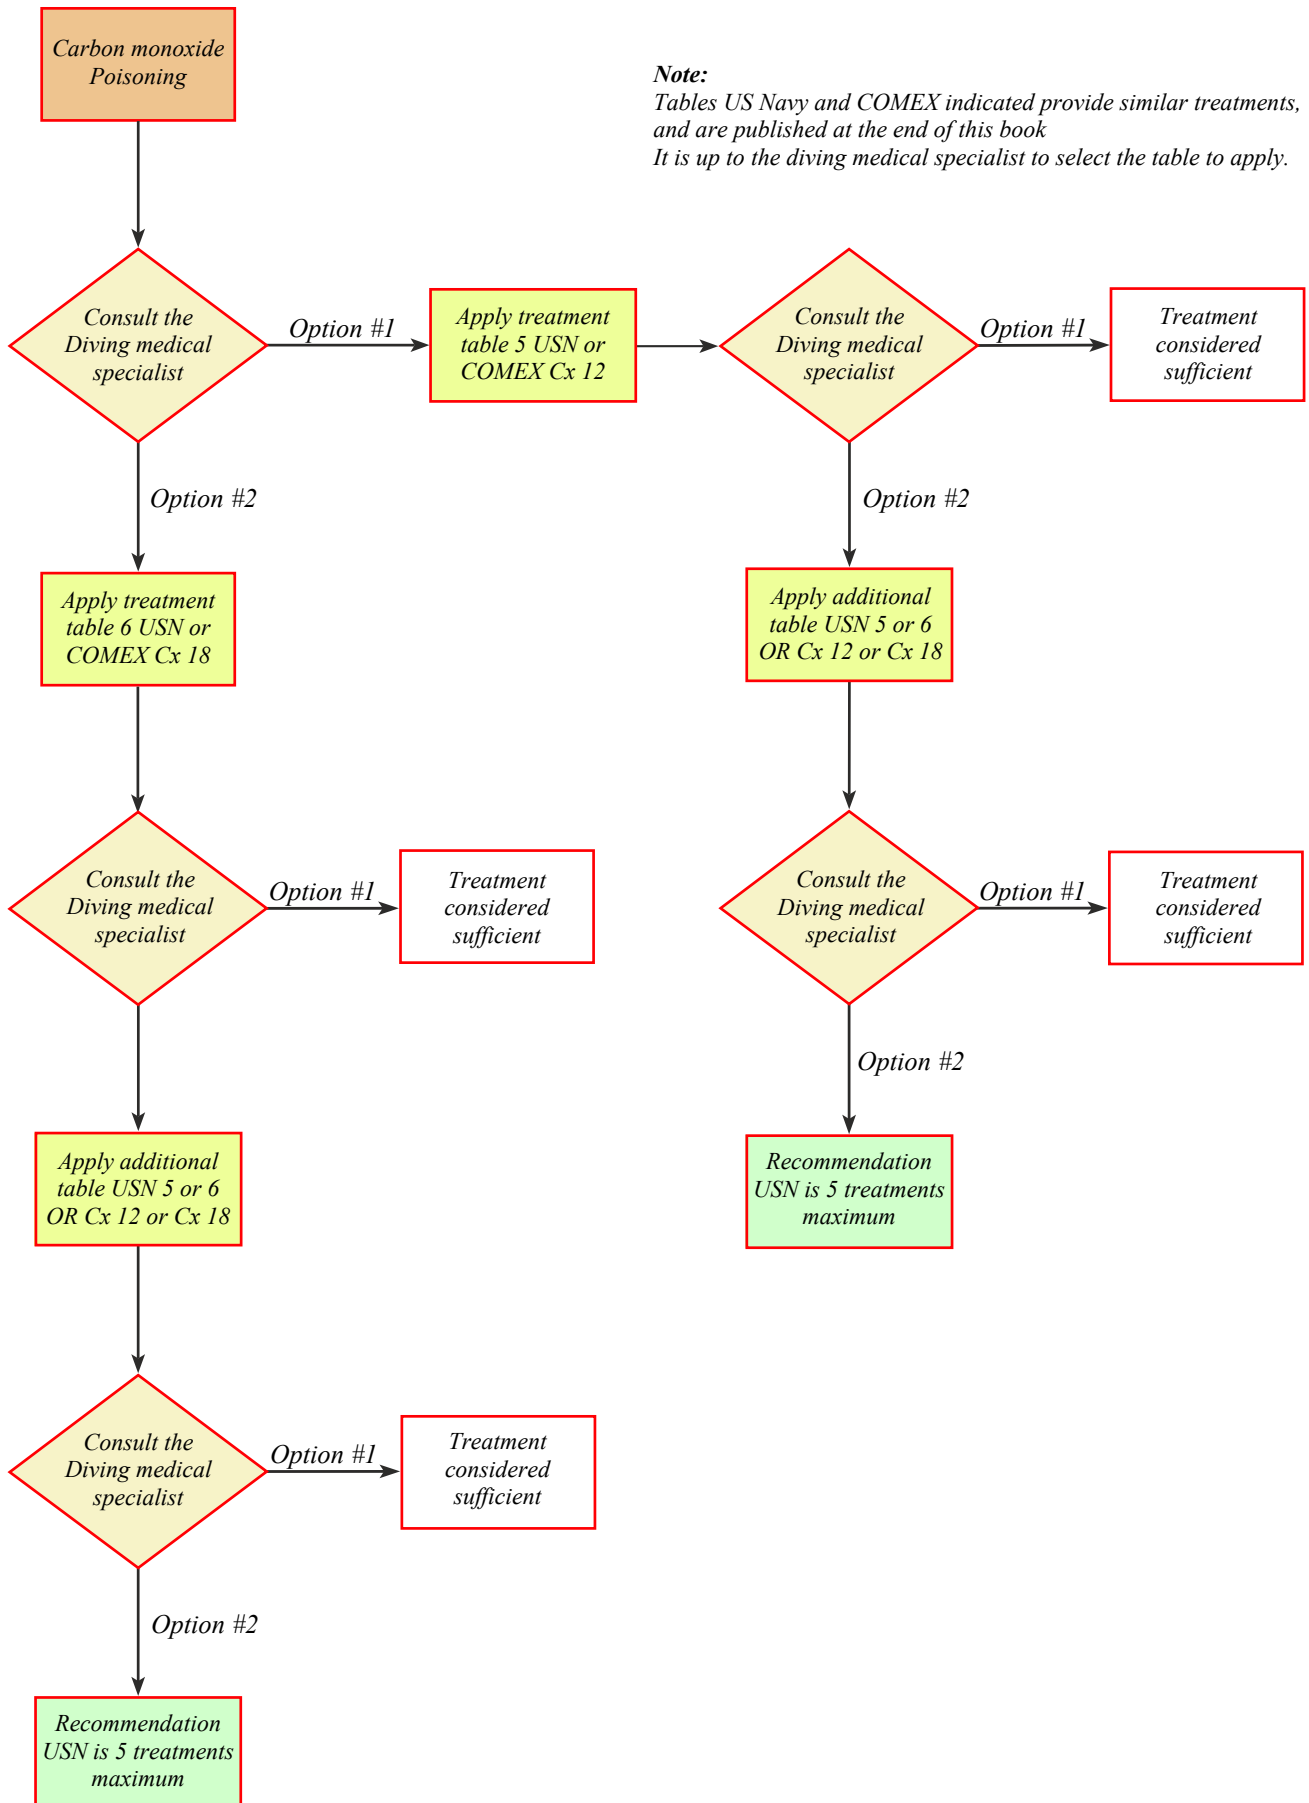 Carbon monoxide
Poisoning
Note:
Tables US Navy and COMEX indicated provide similar treatments,
and are published at the end of this book
It is up to the diving medical specialist to select the table to apply.
Consult the
Diving medical
specialist
Option #1
Apply treatment
table 5 USN or
COMEX Cx 12
Consult the
Diving medical
specialist
Option #1
Treatment
considered
sufficient
Option #2
Option #2
Apply treatment
table 6 USN or
COMEX Cx 18
Apply additional
table USN 5 or 6
OR Cx 12 or Cx 18
Consult the
Diving medical
specialist
Option #1
Treatment
considered
sufficient
Consult the
Diving medical
specialist
Option #1
Treatment
considered
sufficient
Option #2
Apply additional
table USN 5 or 6
OR Cx 12 or Cx 18
Recommendation
USN is 5 treatments
maximum
Consult the
Diving medical
specialist
Option #1
Treatment
considered
sufficient
Option #2
Recommendation
USN is 5 treatments
maximum